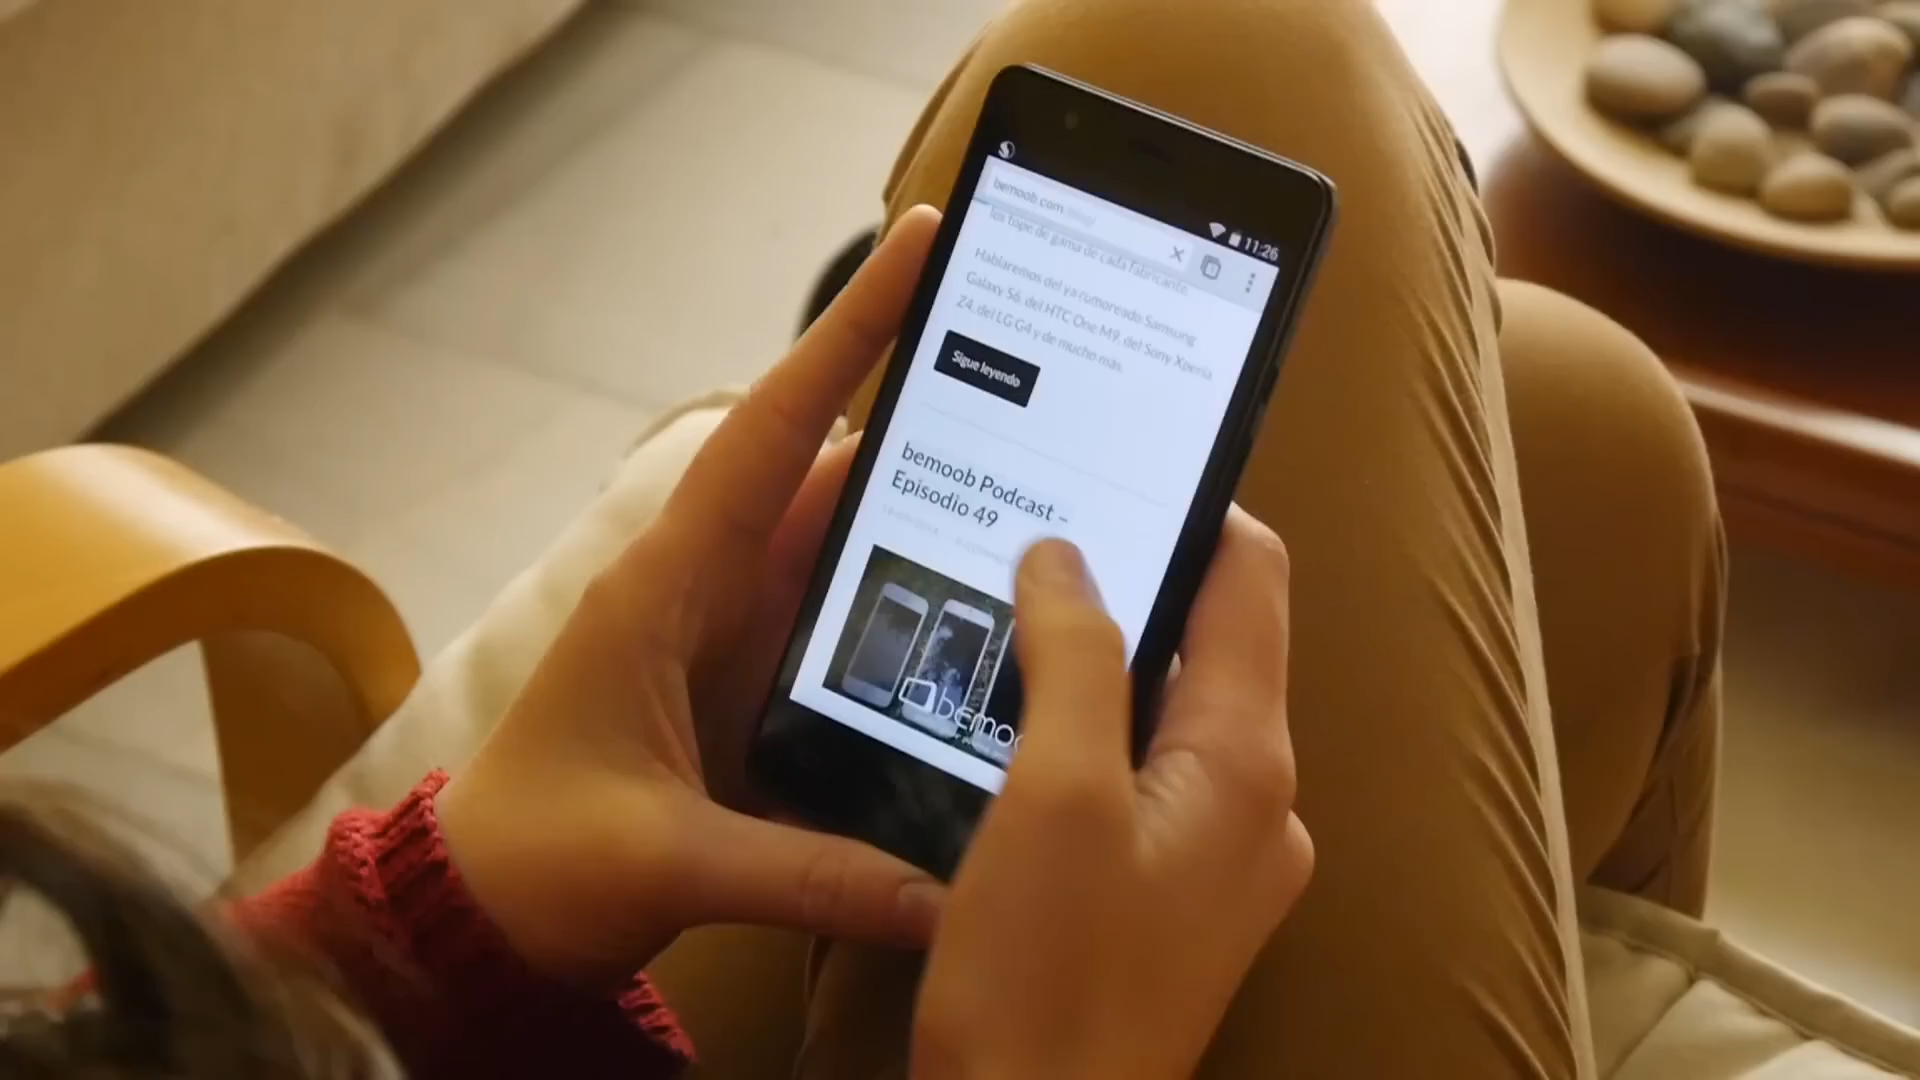 11:26
bemoob.com/blog/
los tope de gama de cada fabricante.
Hablaremos del ya rumoreado Samsung
Galaxy S6, del HTC One M9, del Sony Xperia
Z4, del LG G4 y de mucho más.
Sigue leyendo
bemoob Podcast –
Episodio 49
bemoo